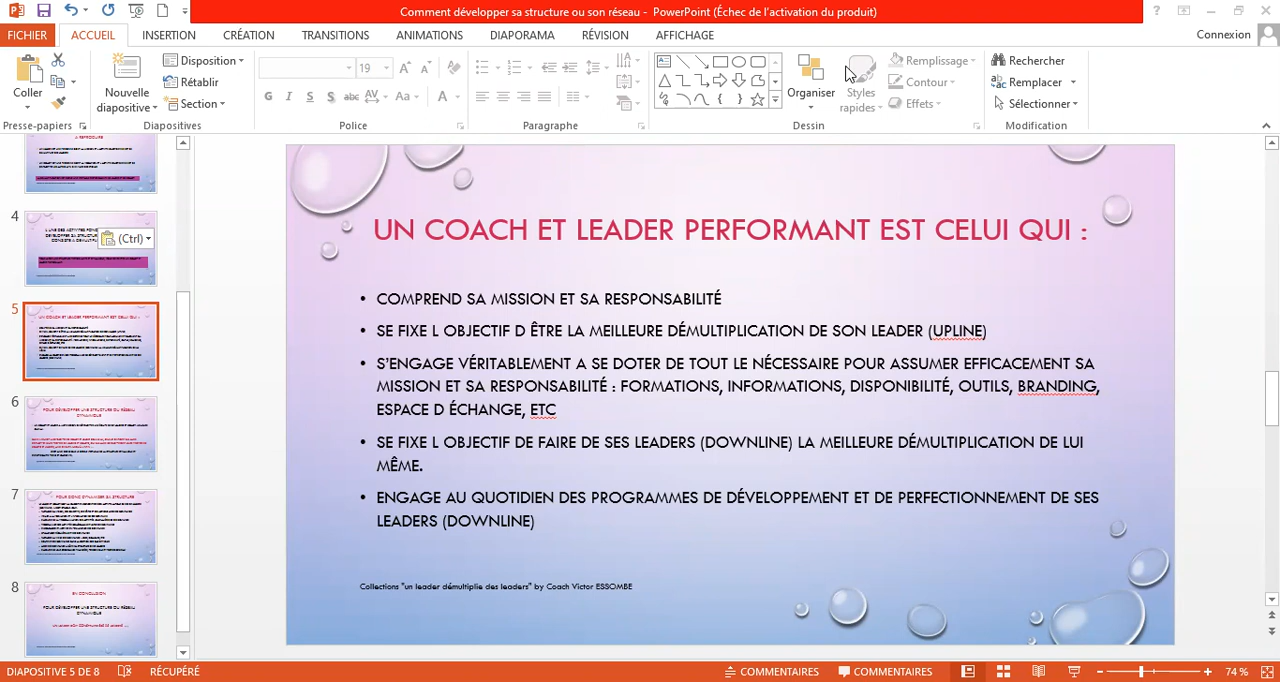 Comment développer sa structure ou son réseau - PowerPoint (Échec de l'activation du produit)
FICHIER ACCUEIL INSERTION CRÉATION TRANSITIONS ANIMATIONS DIAPORAMA RÉVISION AFFICHAGE Connexion
Coller
Nouvelle diapositive
Disposition
Rétablir
Section
19
Organiser
Styles rapides
Remplissage
Contour
Effets
Rechercher
Remplacer
Sélectionner
Presse-papiers Diapositives Police Paragraphe Dessin Modification
4
(Ctrl)
5
6
7
8
UN COACH ET LEADER PERFORMANT EST CELUI QUI :
• COMPREND SA MISSION ET SA RESPONSABILITÉ
• SE FIXE L OBJECTIF D ÊTRE LA MEILLEURE DÉMULTIPLICATION DE SON LEADER (UPLINE)
• S'ENGAGE VÉRITABLEMENT A SE DOTER DE TOUT LE NÉCESSAIRE POUR ASSUMER EFFICACEMENT SA
MISSION ET SA RESPONSABILITÉ : FORMATIONS, INFORMATIONS, DISPONIBILITÉ, OUTILS, BRANDING,
ESPACE D ÉCHANGE, ETC
• SE FIXE L OBJECTIF DE FAIRE DE SES LEADERS (DOWNLINE) LA MEILLEURE DÉMULTIPLICATION DE LUI
MÊME.
• ENGAGE AU QUOTIDIEN DES PROGRAMMES DE DÉVELOPPEMENT ET DE PERFECTIONNEMENT DE SES
LEADERS (DOWNLINE)
Collections "un leader démultiplie des leaders" by Coach Victor ESSOMBE
DIAPOSITIVE 5 DE 8 RÉCUPÉRÉ COMMENTAIRES COMMENTAIRES 74 %